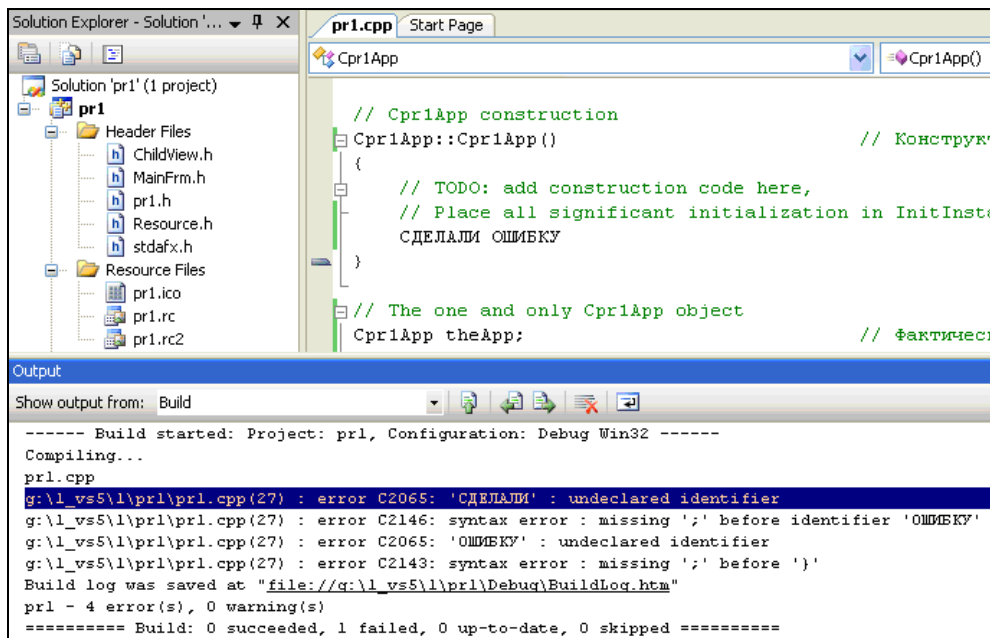 Solution Explorer - Solution '...
pr1.cpp
Start Page
Cpr1App
Cpr1App()
Solution 'pr1' (1 project)
pr1
Header Files
ChildView.h
MainFrm.h
pr1.h
Resource.h
stdafx.h
Resource Files
pr1.ico
pr1.rc
pr1.rc2
// Cpr1App construction
Cpr1App::Cpr1App() // Конструкт
{
// TODO: add construction code here,
// Place all significant initialization in InitInsta
СДЕЛАЛИ ОШИБКУ
}
// The one and only Cpr1App object
Cpr1App theApp; // Фактичес
Output
Show output from: Build
------ Build started: Project: pr1, Configuration: Debug Win32 ------
Compiling...
pr1.cpp
g:\1_vs5\1\pr1\pr1.cpp(27) : error C2065: 'СДЕЛАЛИ' : undeclared identifier
g:\1_vs5\1\pr1\pr1.cpp(27) : error C2146: syntax error : missing ';' before identifier 'ОШИБКУ'
g:\1_vs5\1\pr1\pr1.cpp(27) : error C2065: 'ОШИБКУ' : undeclared identifier
g:\1_vs5\1\pr1\pr1.cpp(27) : error C2143: syntax error : missing ';' before '}'
Build log was saved at "file://g:\1_vs5\1\pr1\Debug\BuildLog.htm"
pr1 - 4 error(s), 0 warning(s)
========== Build: 0 succeeded, 1 failed, 0 up-to-date, 0 skipped ==========